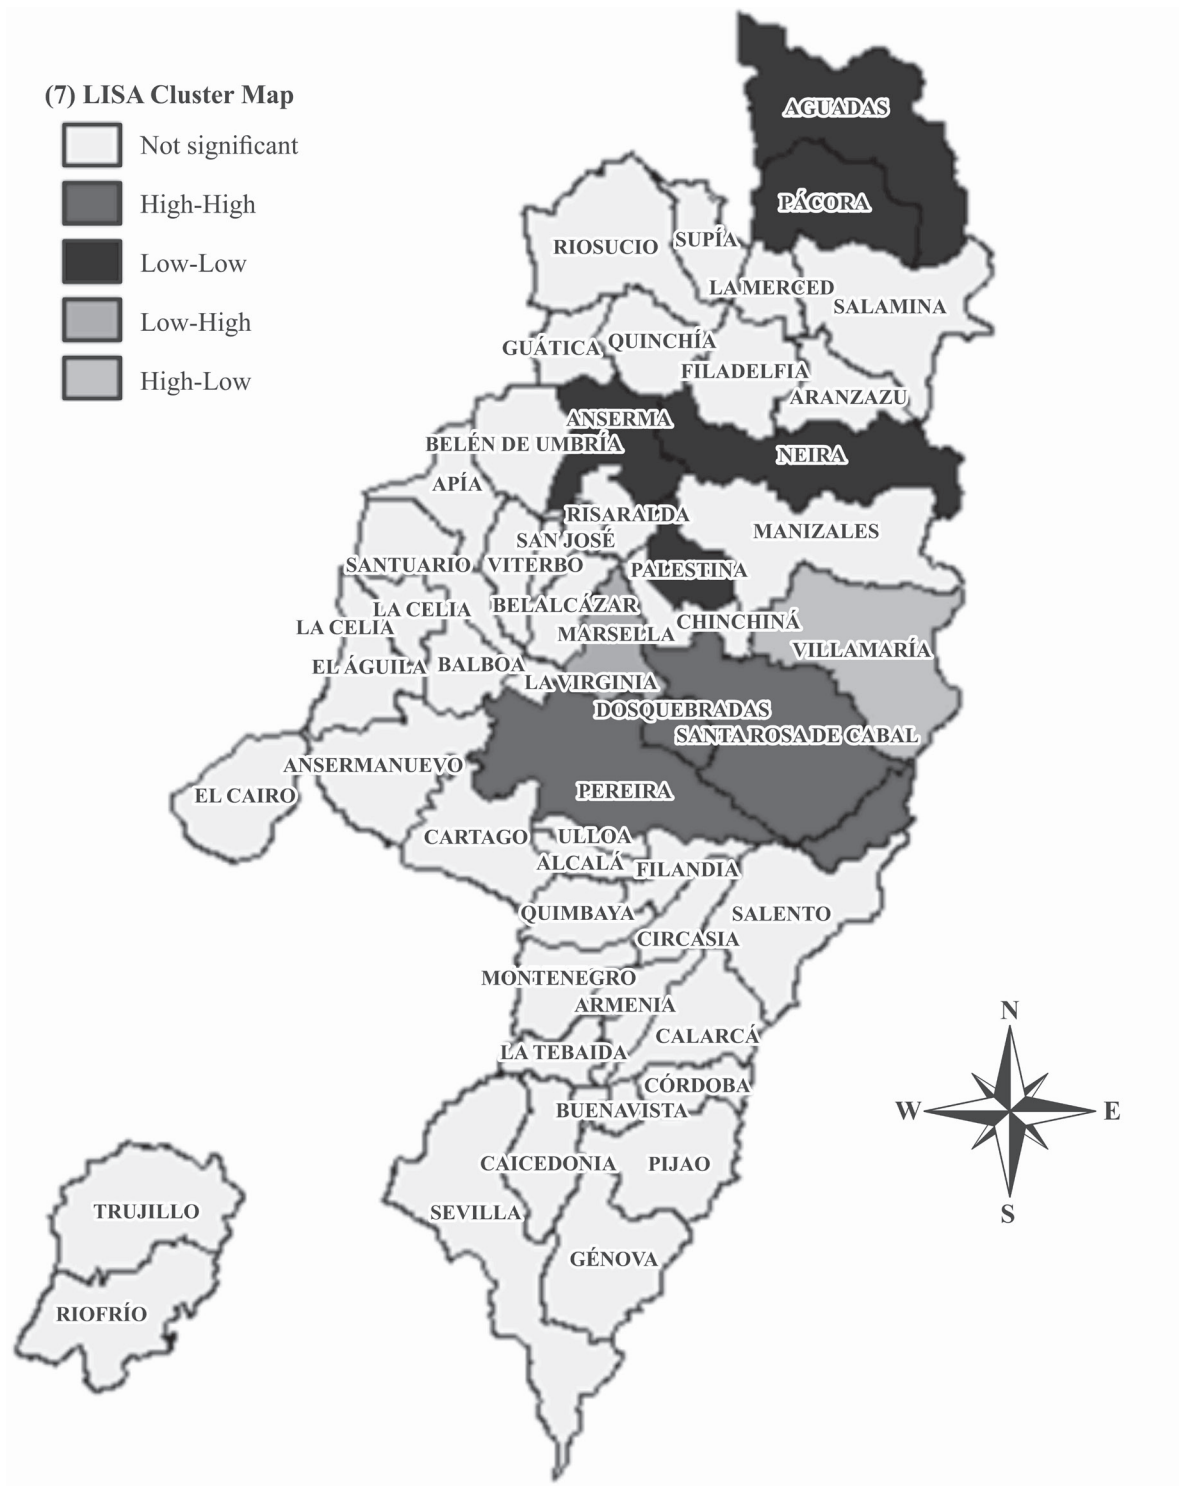 (7) LISA Cluster Map
Not significant
High-High
Low-Low
Low-High
High-Low
AGUADAS
PÁCORA
RIOSUCIO
SUPÍA
LA MERCED
SALAMINA
GUÁTICA
QUINCHÍA
FILADELFIA
ARANZAZU
ANSERMA
BELÉN DE UMBRÍA
NEIRA
APÍA
RISARALDA
MANIZALES
SAN JOSÉ
SANTUARIO
VITERBO
PALESTINA
LA CELIA
BELALCÁZAR
CHINCHINÁ
LA CELIA
MARSELLA
VILLAMARÍA
EL ÁGUILA
BALBOA
LA VIRGINIA
DOSQUEBRADAS
SANTA ROSA DE CABAL
ANSERMANUEVO
EL CAIRO
PEREIRA
CARTAGO
ULLOA
ALCALÁ
FILANDIA
QUIMBAYA
SALENTO
CIRCASIA
MONTENEGRO
ARMENIA
CALARCÁ
LA TEBAIDA
CÓRDOBA
BUENAVISTA
CAICEDONIA
PIJAO
SEVILLA
GÉNOVA
TRUJILLO
RIOFRÍO
N
W
E
S